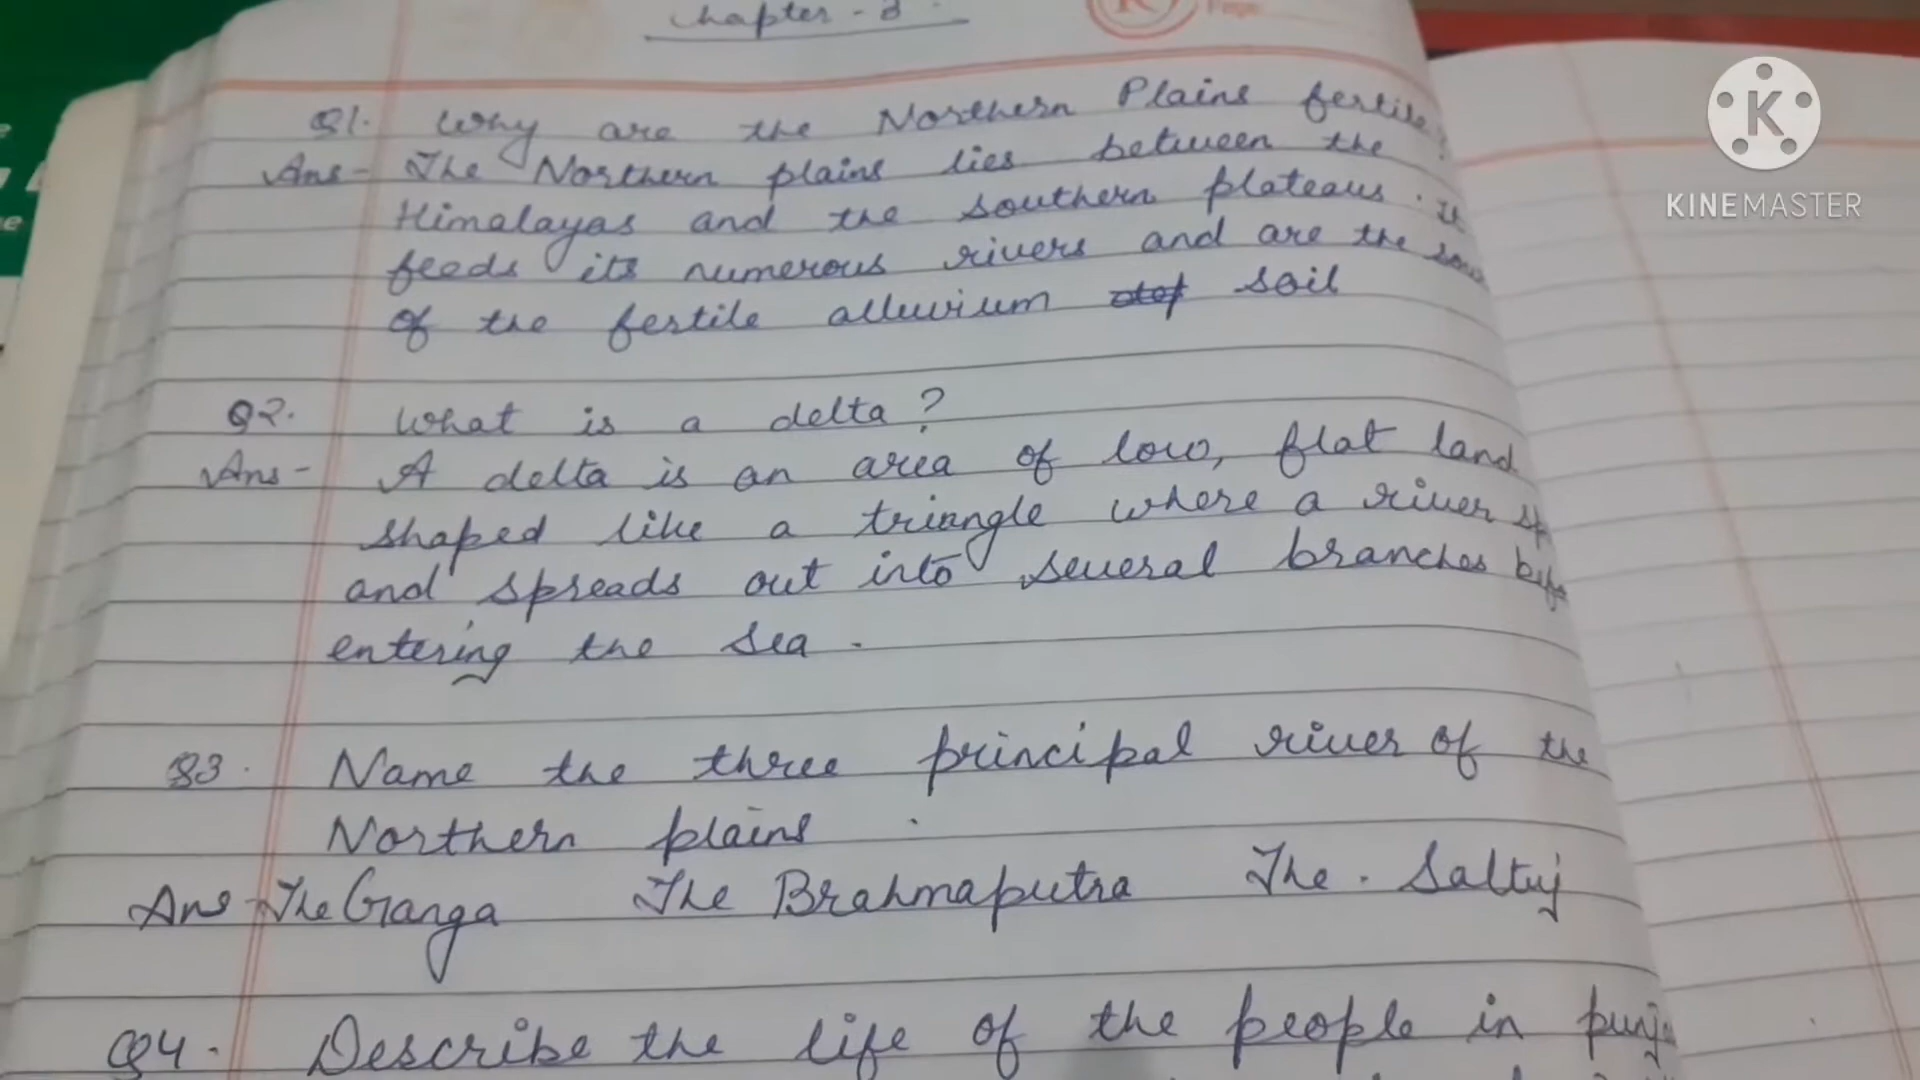 Chapter - 3
Q1. Why are the Northern Plains fertile?
Ans - The Northern plains lies between the
Himalayas and the southern plateaus. It
feeds its numerous rivers and are the
of the fertile alluvium soil
Q2. What is a delta?
Ans - A delta is an area of low, flat land
shaped like a triangle where a river
and spreads out into several branches
entering the sea.
Q3. Name the three principal river of the
Northern plains.
Ans - The Ganga The Brahmaputra The. Saltuj
Q4. Describe the life of the people in
K
KINEMASTER